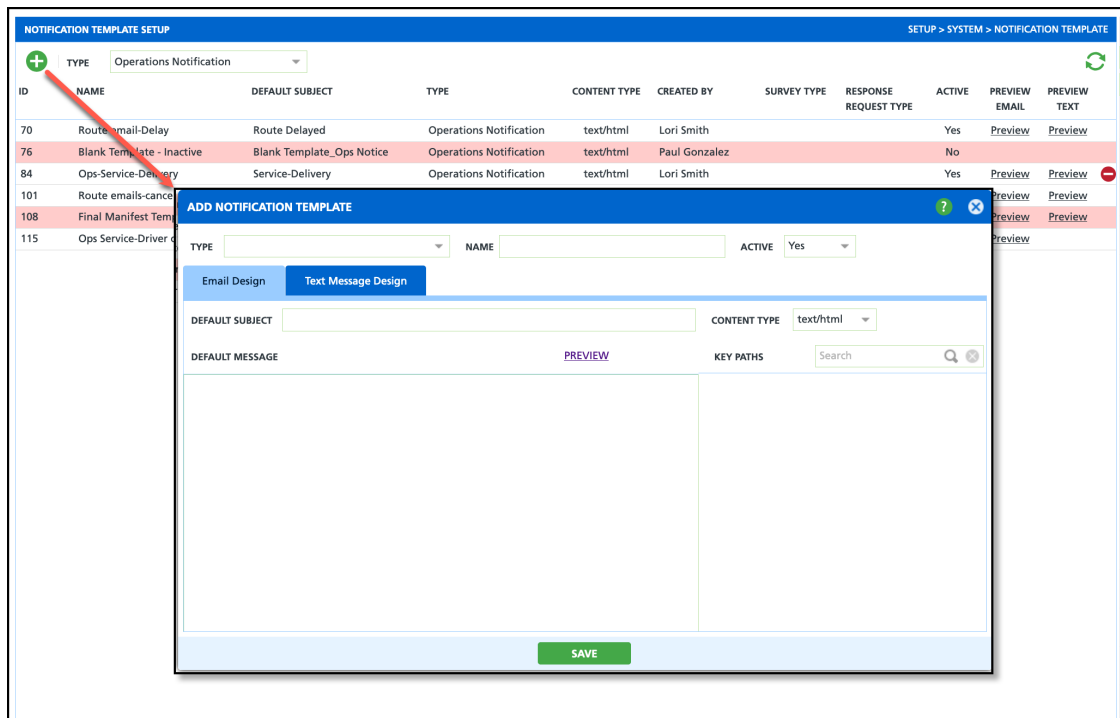 NOTIFICATION TEMPLATE SETUP SETUP > SYSTEM > NOTIFICATION TEMPLATE
TYPE Operations Notification
ID NAME DEFAULT SUBJECT TYPE CONTENT TYPE CREATED BY SURVEY TYPE RESPONSE REQUEST TYPE ACTIVE PREVIEW EMAIL PREVIEW TEXT
70 Route email-Delay Route Delayed Operations Notification text/html Lori Smith Yes Preview Preview
76 Blank Template - Inactive Blank Template_Ops Notice Operations Notification text/html Paul Gonzalez No
84 Ops-Service-Delivery Service-Delivery Operations Notification text/html Lori Smith Yes Preview Preview
101 Route emails-cance Preview Preview
108 Final Manifest Temp Preview Preview
115 Ops Service-Driver Preview
ADD NOTIFICATION TEMPLATE ?
TYPE NAME ACTIVE Yes
Email Design Text Message Design
DEFAULT SUBJECT CONTENT TYPE text/html
DEFAULT MESSAGE PREVIEW KEY PATHS Search
SAVE